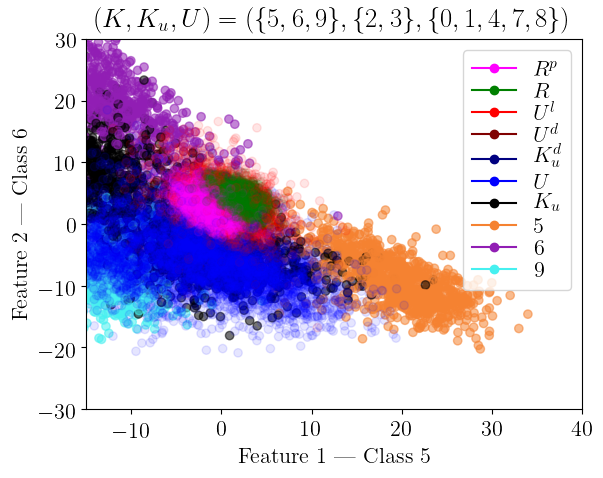 (K, K_u, U) = ({5, 6, 9}, {2, 3}, {0, 1, 4, 7, 8})
30
20
10
0
−10
−20
−30
Feature 2 — Class 6
R^p
R
U^l
U^d
K_u^d
U
K_u
5
6
9
−10
0
10
20
30
40
Feature 1 — Class 5